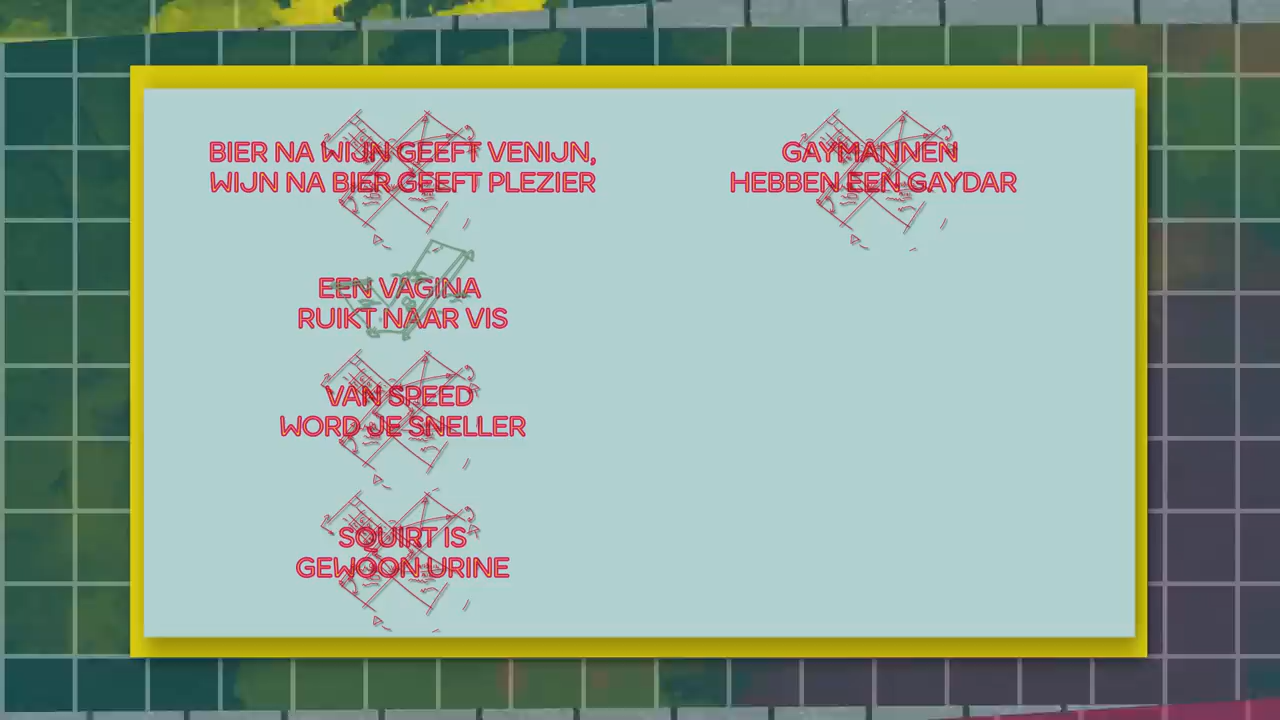 BIER NA WIJN GEEFT VENIJN,
WIJN NA BIER GEEFT PLEZIER
EEN VAGINA
RUIKT NAAR VIS
VAN SPEED
WORD JE SNELLER
SQUIRT IS
GEWOON URINE
GAYMANNEN
HEBBEN EEN GAYDAR